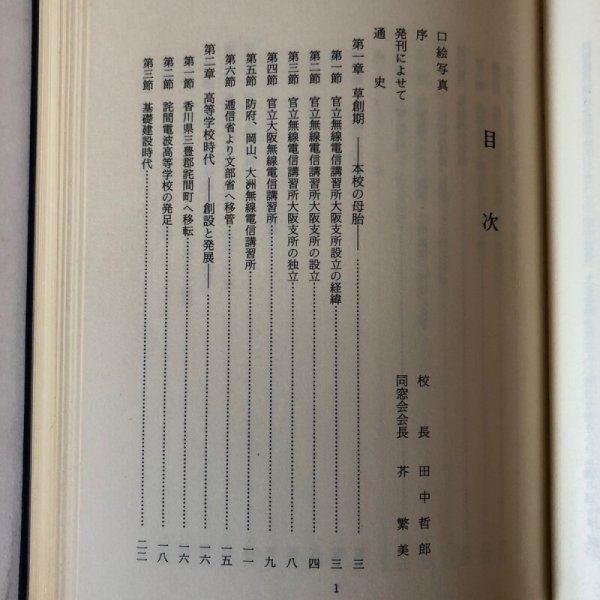 目次
口絵写真
序 校長 田中哲郎
発刊によせて 同窓会会長 芥繁美
通史
第一章 草創期 ――本校の母胎―― 三
第一節 官立無線電信講習所大阪支所設立の経緯 三
第二節 官立無線電信講習所大阪支所の設立 四
第三節 官立無線電信講習所大阪支所の独立 八
第四節 官立大阪無線電信講習所 九
第五節 防府、岡山、大洲無線電信講習所 一一
第六節 逓信省より文部省へ移管 一五
第二章 高等学校時代 ――創設と発展―― 一六
第一節 香川県三豊郡詫間町へ移転 一六
第二節 詫間電波高等学校の発足 一八
第三節 基礎建設時代 二二
1